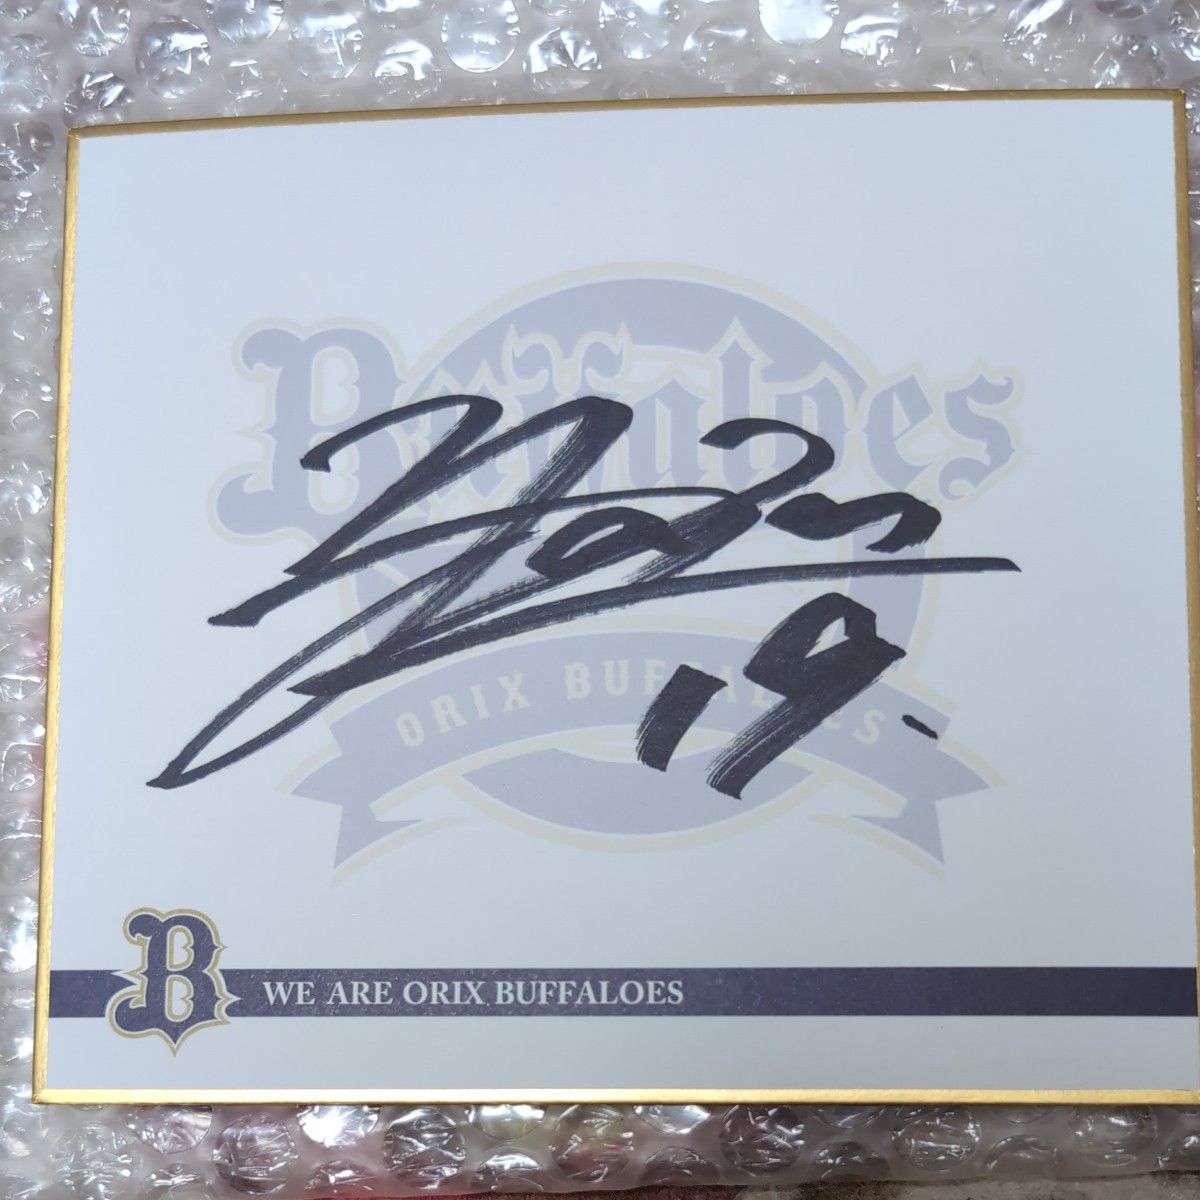 Buffaloes
ORIX BUFFALOES
19
WE ARE ORIX BUFFALOES